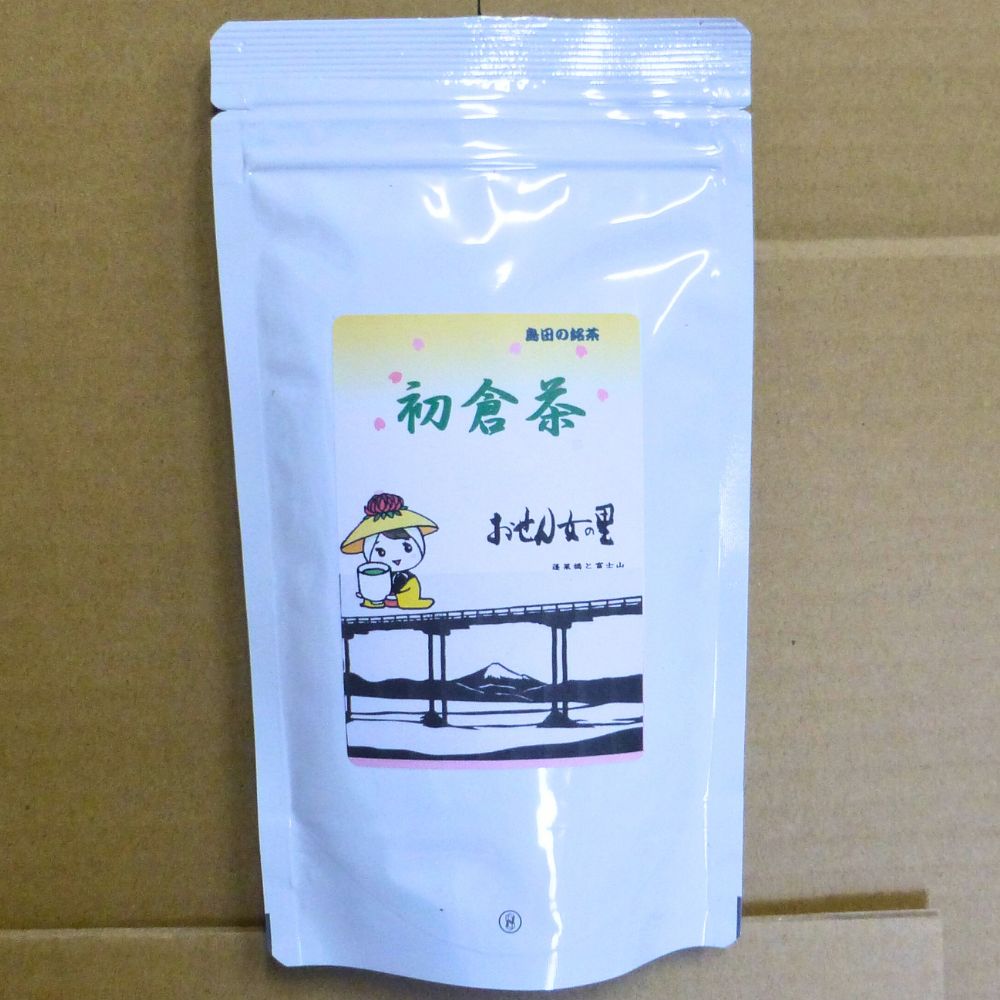 島田の銘茶
初倉茶
おせん女の里
蓬莱橋と富士山